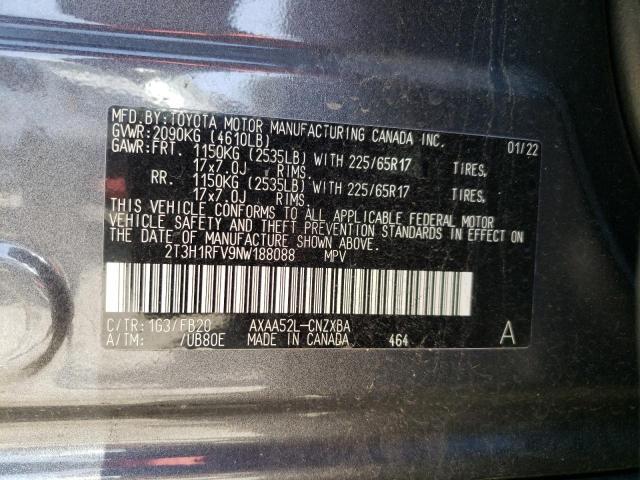 MFD.BY:TOYOTA MOTOR MANUFACTURING CANADA INC.
GVWR:2090KG (4610LB) 01/22
GAWR:FRT. 1150KG (2535LB) WITH 225/65R17 TIRES,
17x7.0J RIMS.
RR. 1150KG (2535LB) WITH 225/65R17 TIRES,
17x7.0J RIMS.
THIS VEHICLE CONFORMS TO ALL APPLICABLE FEDERAL MOTOR
VEHICLE SAFETY AND BUMPER STANDARDS IN EFFECT ON
THE DATE OF MANUFACTURE SHOWN ABOVE.
2T3H1RFV9NW188088 MPV
C/TR:1G3/FB20 AXAA52L-CNZXBA
A/TM: /UB80E MADE IN CANADA 464 A